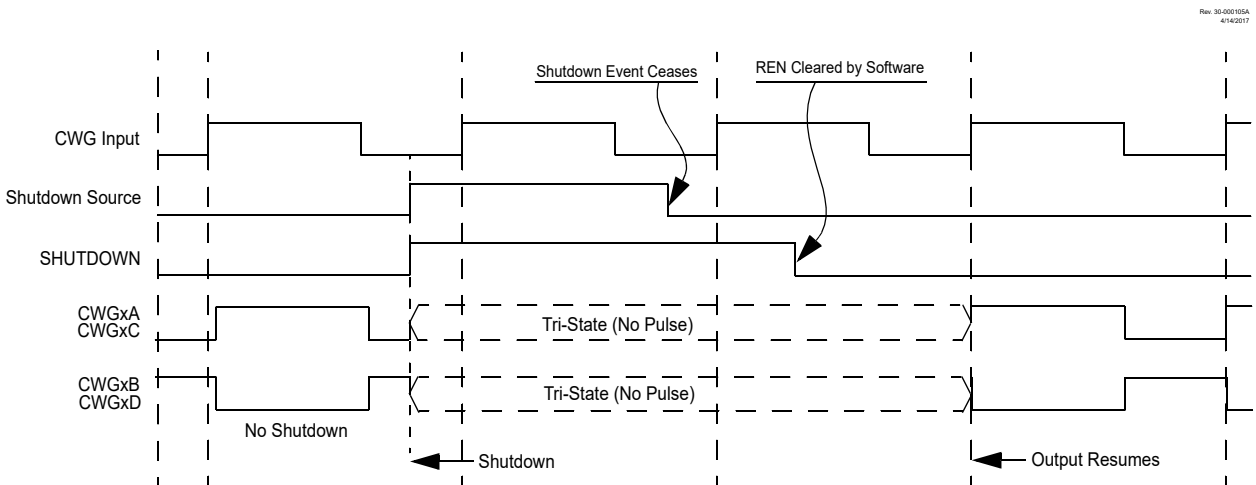 Rev. 30-000105A
4/14/2017
Shutdown Event Ceases
REN Cleared by Software
CWG Input
Shutdown Source
SHUTDOWN
CWGxA
CWGxC
Tri-State (No Pulse)
CWGxB
CWGxD
Tri-State (No Pulse)
No Shutdown
Shutdown
Output Resumes